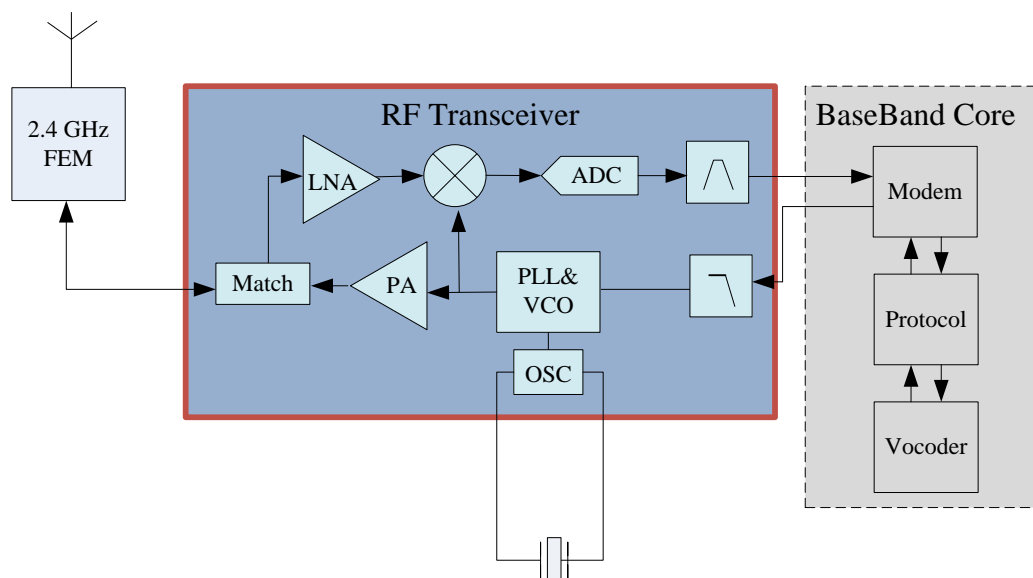 2.4 GHz
FEM
RF Transceiver
LNA
ADC
Match
PA
PLL&
VCO
OSC
BaseBand Core
Modem
Protocol
Vocoder